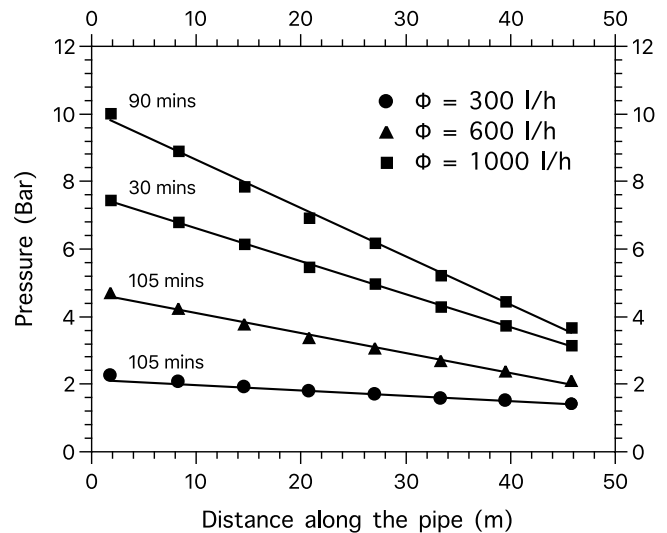 0 10 20 30 40 50
12 12
10 10
8 8
6 6
4 4
2 2
0 0
0 10 20 30 40 50
Pressure (Bar)
Distance along the pipe (m)
90 mins
30 mins
105 mins
105 mins
Φ = 300 l/h
Φ = 600 l/h
Φ = 1000 l/h